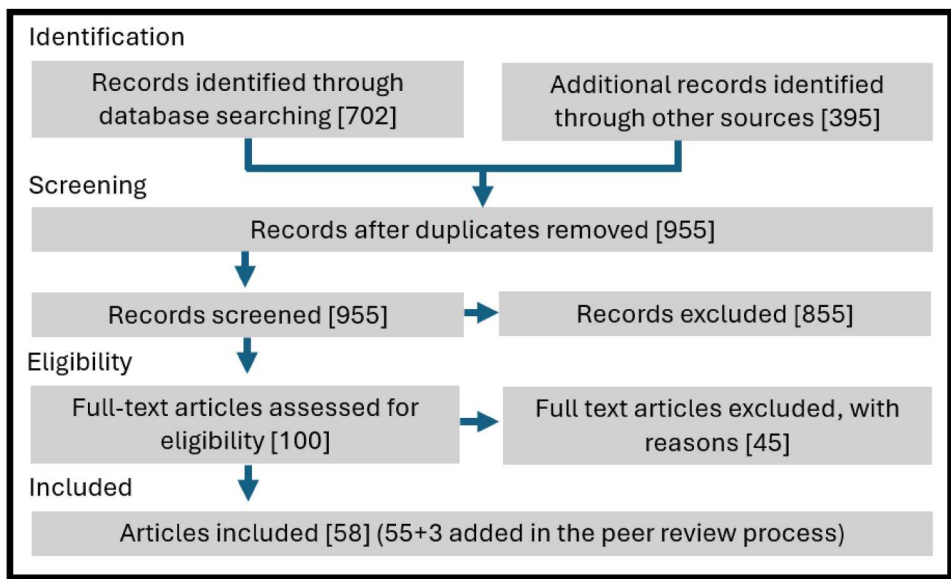 Identification
Records identified through
database searching [702]
Additional records identified
through other sources [395]
Screening
Records after duplicates removed [955]
Records screened [955]
Records excluded [855]
Eligibility
Full-text articles assessed for
eligibility [100]
Full text articles excluded, with
reasons [45]
Included
Articles included [58] (55+3 added in the peer review process)